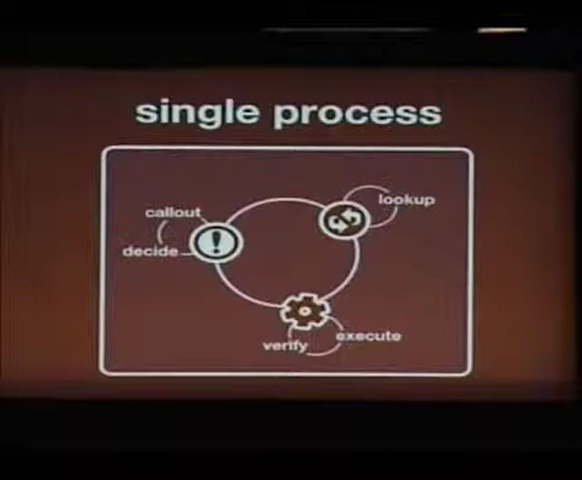 single process
callout
lookup
decide
!
execute
verify